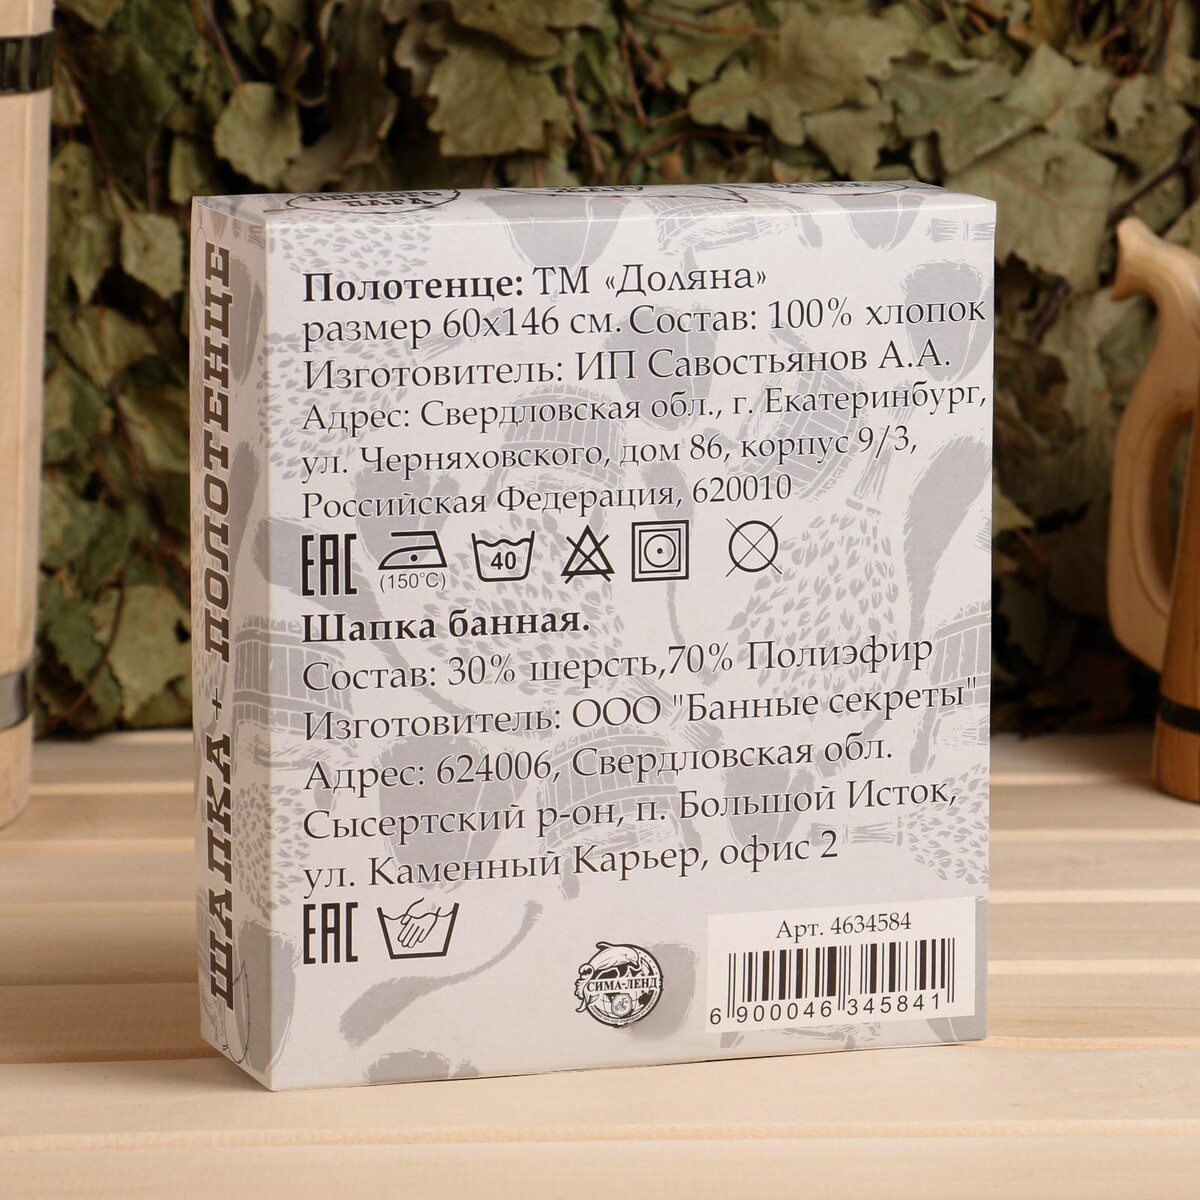 ЛЕГКОГО
ПАРА
ЖАРУ
ШАПКА + ПОЛОТЕНЦЕ
Полотенце: ТМ «Доляна»
размер 60х146 см. Состав: 100% хлопок
Изготовитель: ИП Савостьянов А.А.
Адрес: Свердловская обл., г. Екатеринбург,
ул. Черняховского, дом 86, корпус 9/3,
Российская Федерация, 620010
ЕАС (150°C) 40
Шапка банная.
Состав: 30% шерсть,70% Полиэфир
Изготовитель: ООО "Банные секреты"
Адрес: 624006, Свердловская обл.
Сысертский р-он, п. Большой Исток,
ул. Каменный Карьер, офис 2
ЕАС
СИМА-ЛЕНД
Арт. 4634584
6 900046 345841